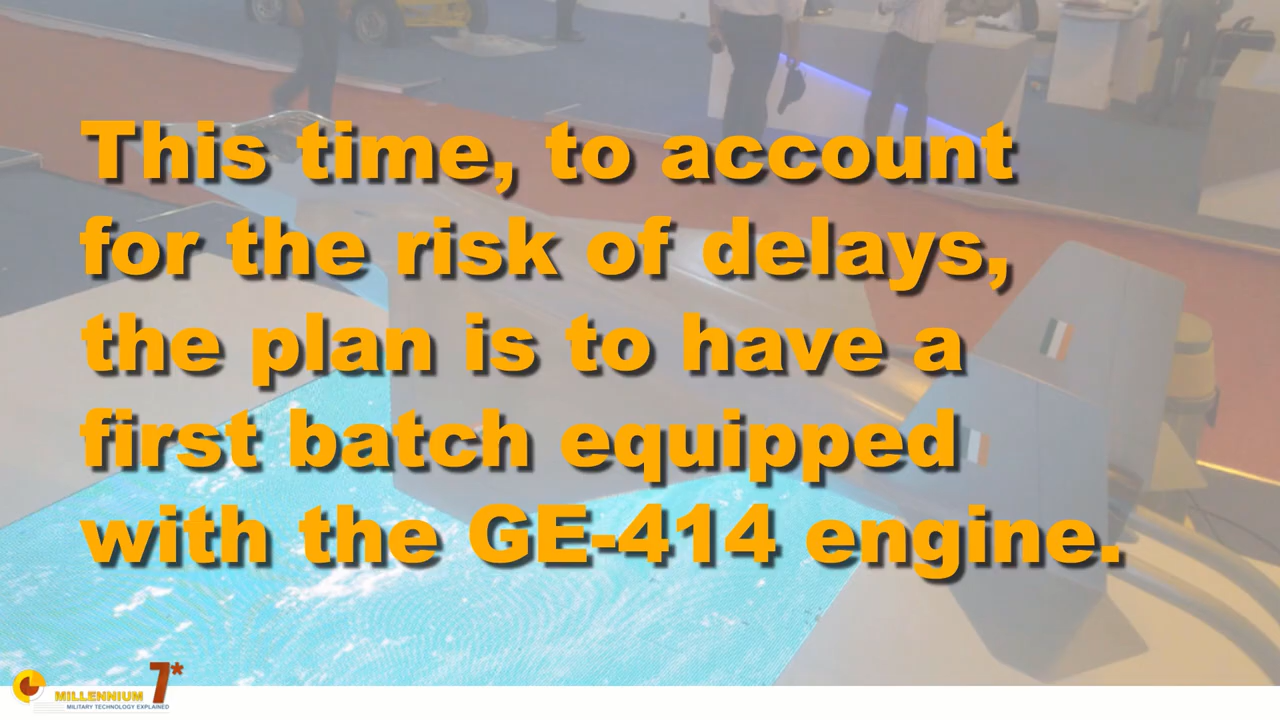 This time, to account
for the risk of delays,
the plan is to have a
first batch equipped
with the GE-414 engine.
MILLENNIUM 7*
MILITARY TECHNOLOGY EXPLAINED